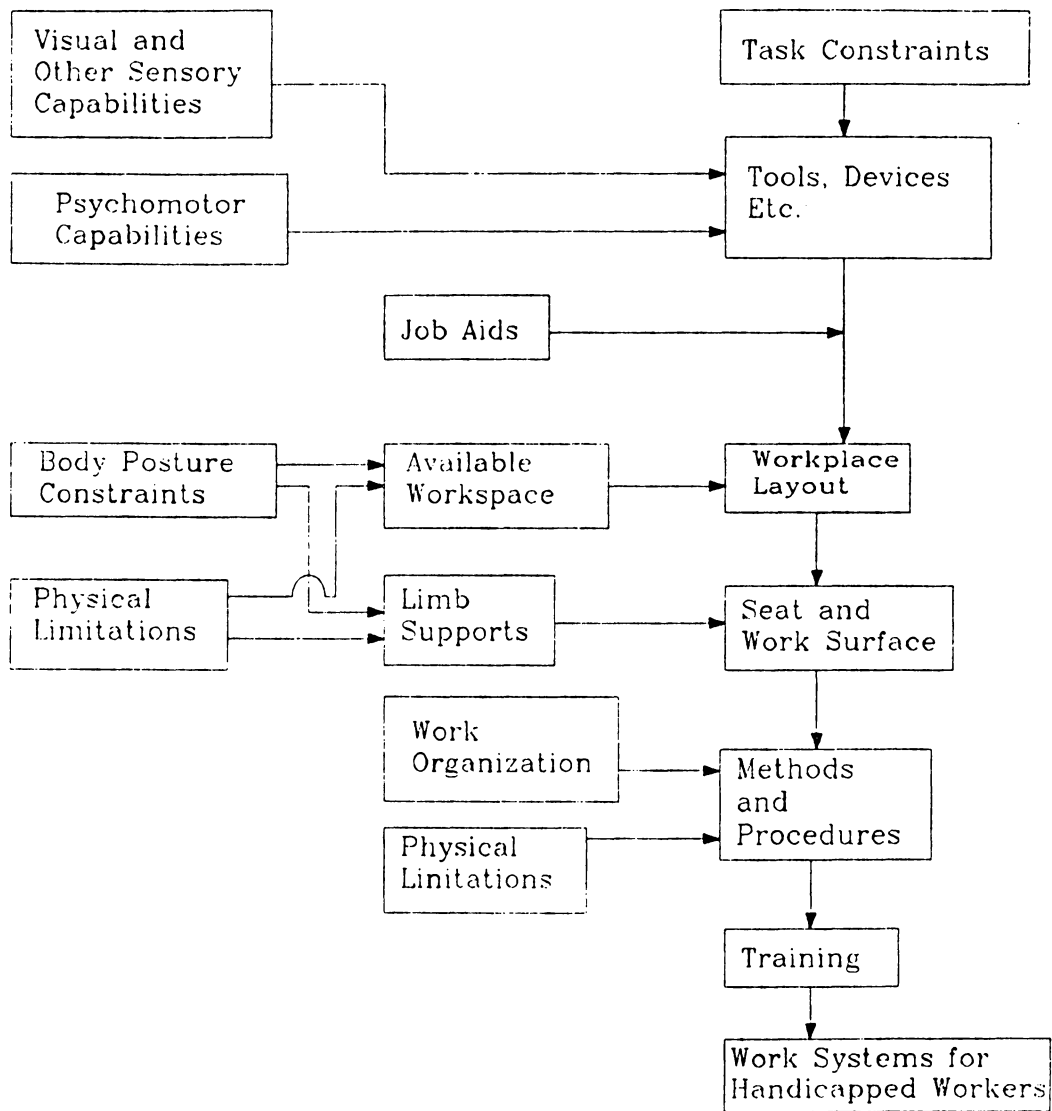 Visual and
Other Sensory
Capabilities
Task Constraints
Tools, Devices
Etc.
Psychomotor
Capabilities
Job Aids
Body Posture
Constraints
Available
Workspace
Workplace
Layout
Physical
Limitations
Limb
Supports
Seat and
Work Surface
Work
Organization
Methods
and
Procedures
Physical
Linitations
Training
Work Systems for
Handicapped Workers